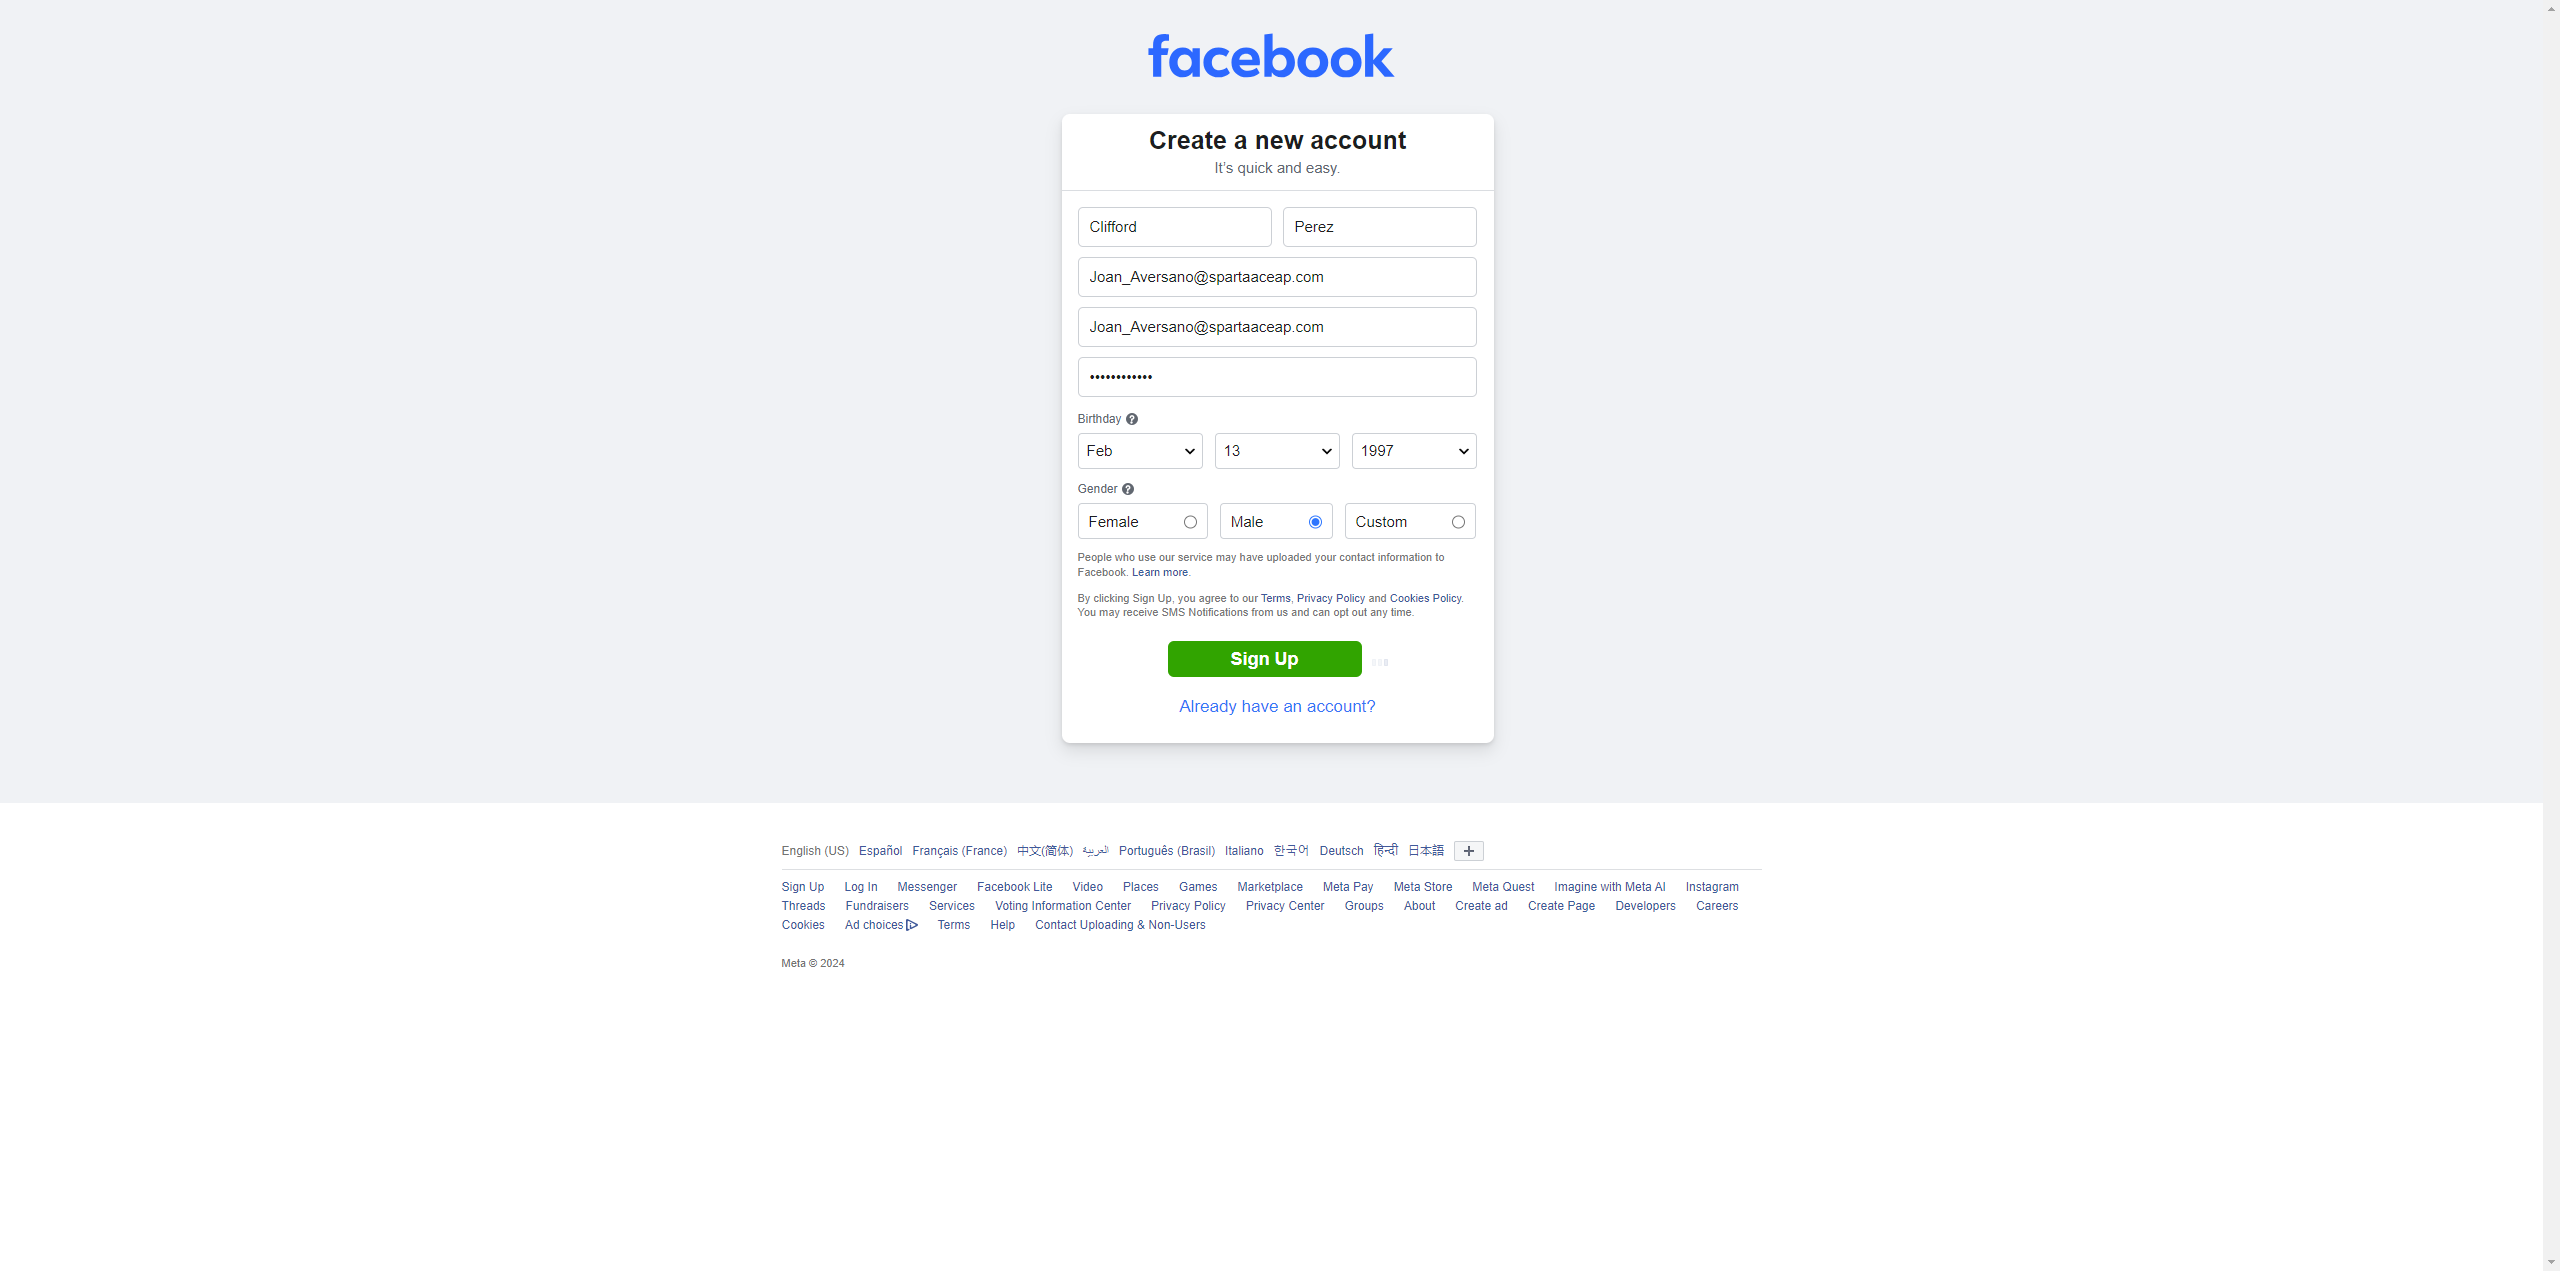 facebook
Create a new account
It's quick and easy.
Clifford Perez
Joan_Aversano@spartaaceap.com
Joan_Aversano@spartaaceap.com
••••••••••••
Birthday ?
Feb 13 1997
Gender ?
Female Male Custom
People who use our service may have uploaded your contact information to
Facebook. Learn more.
By clicking Sign Up, you agree to our Terms, Privacy Policy and Cookies Policy.
You may receive SMS Notifications from us and can opt out any time.
Sign Up
Already have an account?
English (US) Español Français (France) 中文(简体) العربية Português (Brasil) Italiano 한국어 Deutsch हिन्दी 日本語 +
Sign Up Log In Messenger Facebook Lite Video Places Games Marketplace Meta Pay Meta Store Meta Quest Imagine with Meta AI Instagram
Threads Fundraisers Services Voting Information Center Privacy Policy Privacy Center Groups About Create ad Create Page Developers Careers
Cookies Ad choices Terms Help Contact Uploading & Non-Users
Meta © 2024